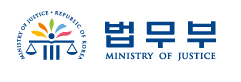 MINISTRY OF JUSTICE • REPUBLIC OF KOREA
법무부
MINISTRY OF JUSTICE